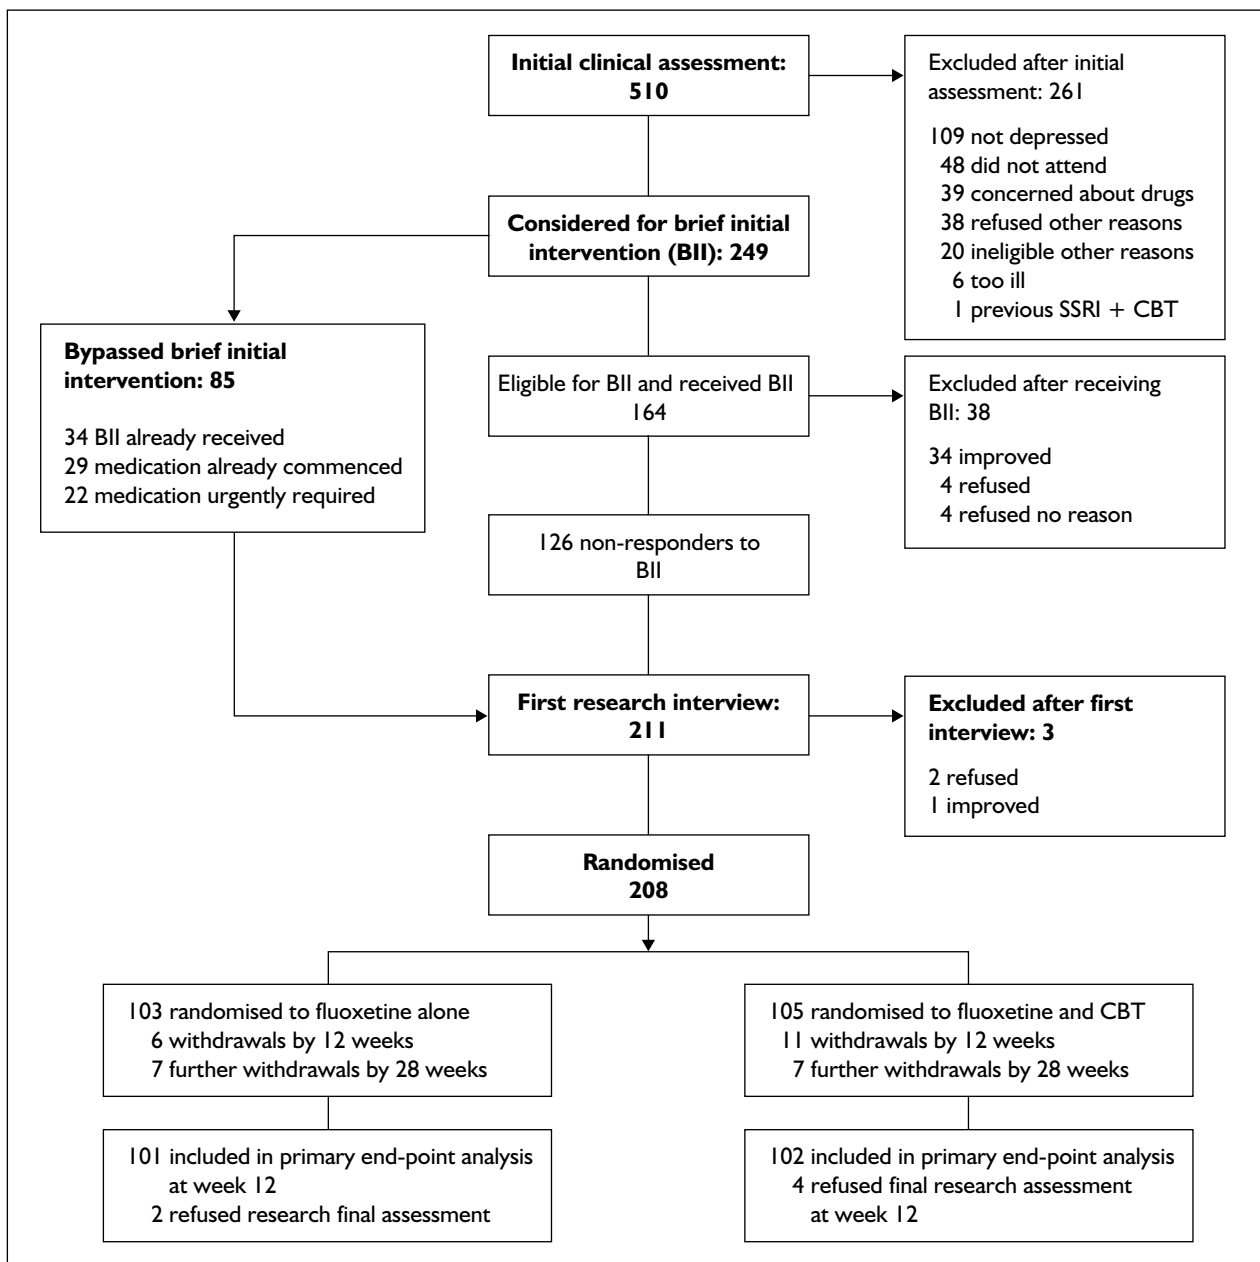 Initial clinical assessment:
510
Excluded after initial
assessment: 261
109 not depressed
48 did not attend
39 concerned about drugs
38 refused other reasons
20 ineligible other reasons
6 too ill
1 previous SSRI + CBT
Considered for brief initial
intervention (BII): 249
Bypassed brief initial
intervention: 85
34 BII already received
29 medication already commenced
22 medication urgently required
Eligible for BII and received BII
164
Excluded after receiving
BII: 38
34 improved
4 refused
4 refused no reason
126 non-responders to
BII
First research interview:
211
Excluded after first
interview: 3
2 refused
1 improved
Randomised
208
103 randomised to fluoxetine alone
6 withdrawals by 12 weeks
7 further withdrawals by 28 weeks
105 randomised to fluoxetine and CBT
11 withdrawals by 12 weeks
7 further withdrawals by 28 weeks
101 included in primary end-point analysis
at week 12
2 refused research final assessment
102 included in primary end-point analysis
4 refused final research assessment
at week 12